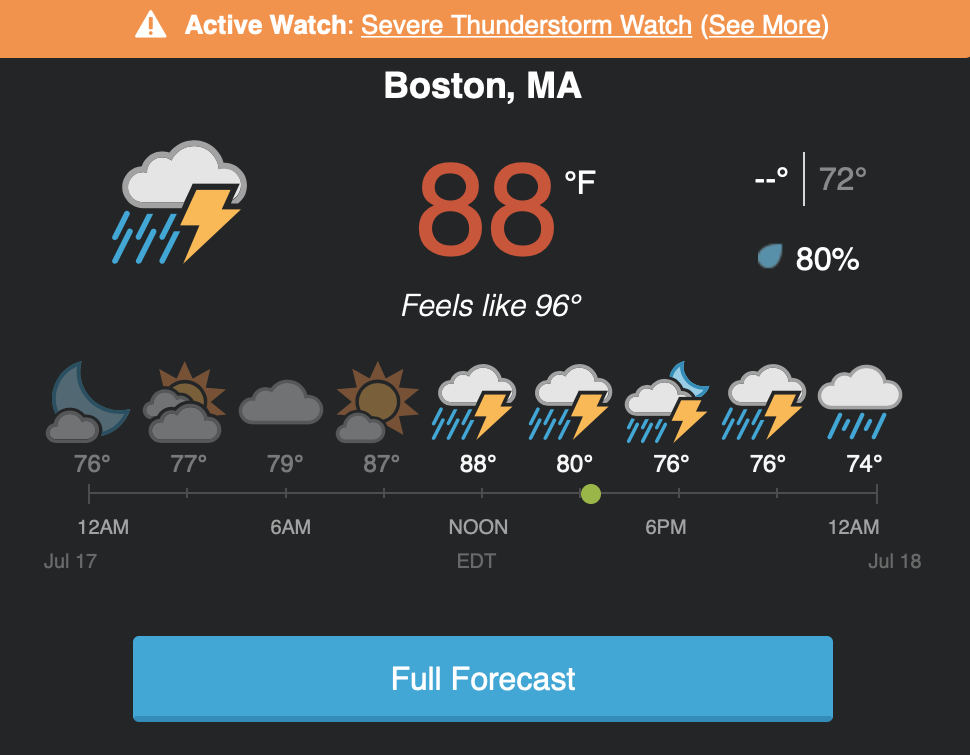 Active Watch: Severe Thunderstorm Watch (See More)
Boston, MA
88 °F --° 72°
80%
Feels like 96°
76° 77° 79° 87° 88° 80° 76° 76° 74°
12AM 6AM NOON 6PM 12AM
Jul 17 EDT Jul 18
Full Forecast